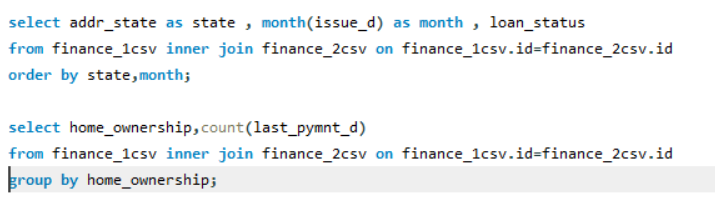 select addr_state as state , month(issue_d) as month , loan_status
from finance_1csv inner join finance_2csv on finance_1csv.id=finance_2csv.id
order by state,month;
select home_ownership,count(last_pymnt_d)
from finance_1csv inner join finance_2csv on finance_1csv.id=finance_2csv.id
group by home_ownership;